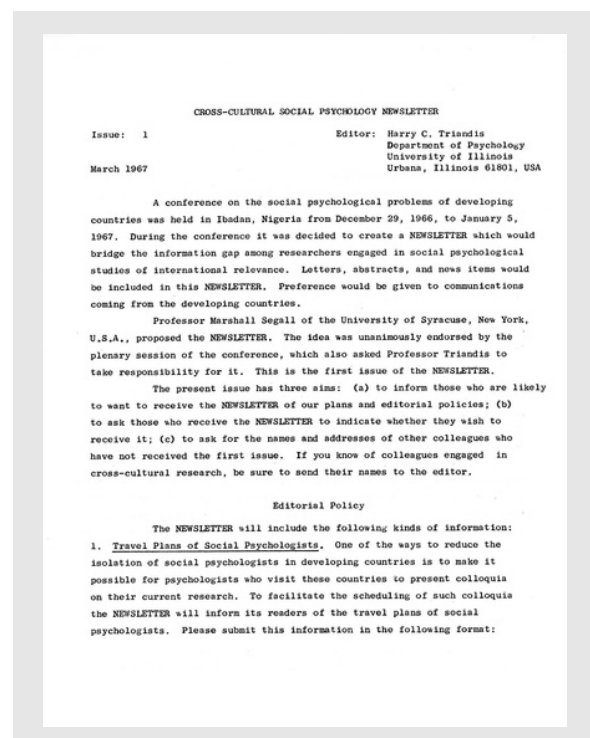 CROSS-CULTURAL SOCIAL PSYCHOLOGY NEWSLETTER
Issue: 1 Editor: Harry C. Triandis
Department of Psychology
University of Illinois
March 1967 Urbana, Illinois 61801, USA
A conference on the social psychological problems of developing
countries was held in Ibadan, Nigeria from December 29, 1966, to January 5,
1967. During the conference it was decided to create a NEWSLETTER which would
bridge the information gap among researchers engaged in social psychological
studies of international relevance. Letters, abstracts, and news items would
be included in this NEWSLETTER. Preference would be given to communications
coming from the developing countries.
Professor Marshall Segall of the University of Syracuse, New York,
U.S.A., proposed the NEWSLETTER. The idea was unanimously endorsed by the
plenary session of the conference, which also asked Professor Triandis to
take responsibility for it. This is the first issue of the NEWSLETTER.
The present issue has three aims: (a) to inform those who are likely
to want to receive the NEWSLETTER of our plans and editorial policies; (b)
to ask those who receive the NEWSLETTER to indicate whether they wish to
receive it; (c) to ask for the names and addresses of other colleagues who
have not received the first issue. If you know of colleagues engaged in
cross-cultural research, be sure to send their names to the editor.
Editorial Policy
The NEWSLETTER will include the following kinds of information:
1. Travel Plans of Social Psychologists. One of the ways to reduce the
isolation of social psychologists in developing countries is to make it
possible for psychologists who visit these countries to present colloquia
on their current research. To facilitate the scheduling of such colloquia
the NEWSLETTER will inform its readers of the travel plans of social
psychologists. Please submit this information in the following format: